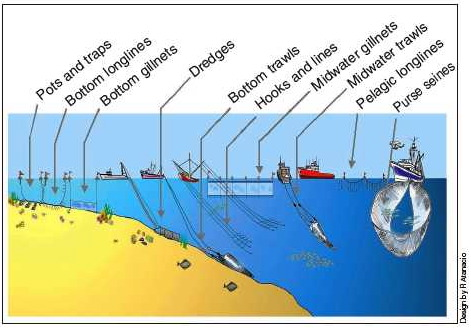 Pots and traps
Bottom longlines
Bottom gillnets
Dredges
Bottom trawls
Hooks and lines
Midwater gillnets
Midwater trawls
Pelagic longlines
Purse seines
Design by R Atanacio